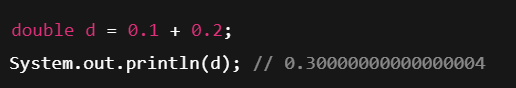 double d = 0.1 + 0.2;
System.out.println(d); // 0.30000000000000004